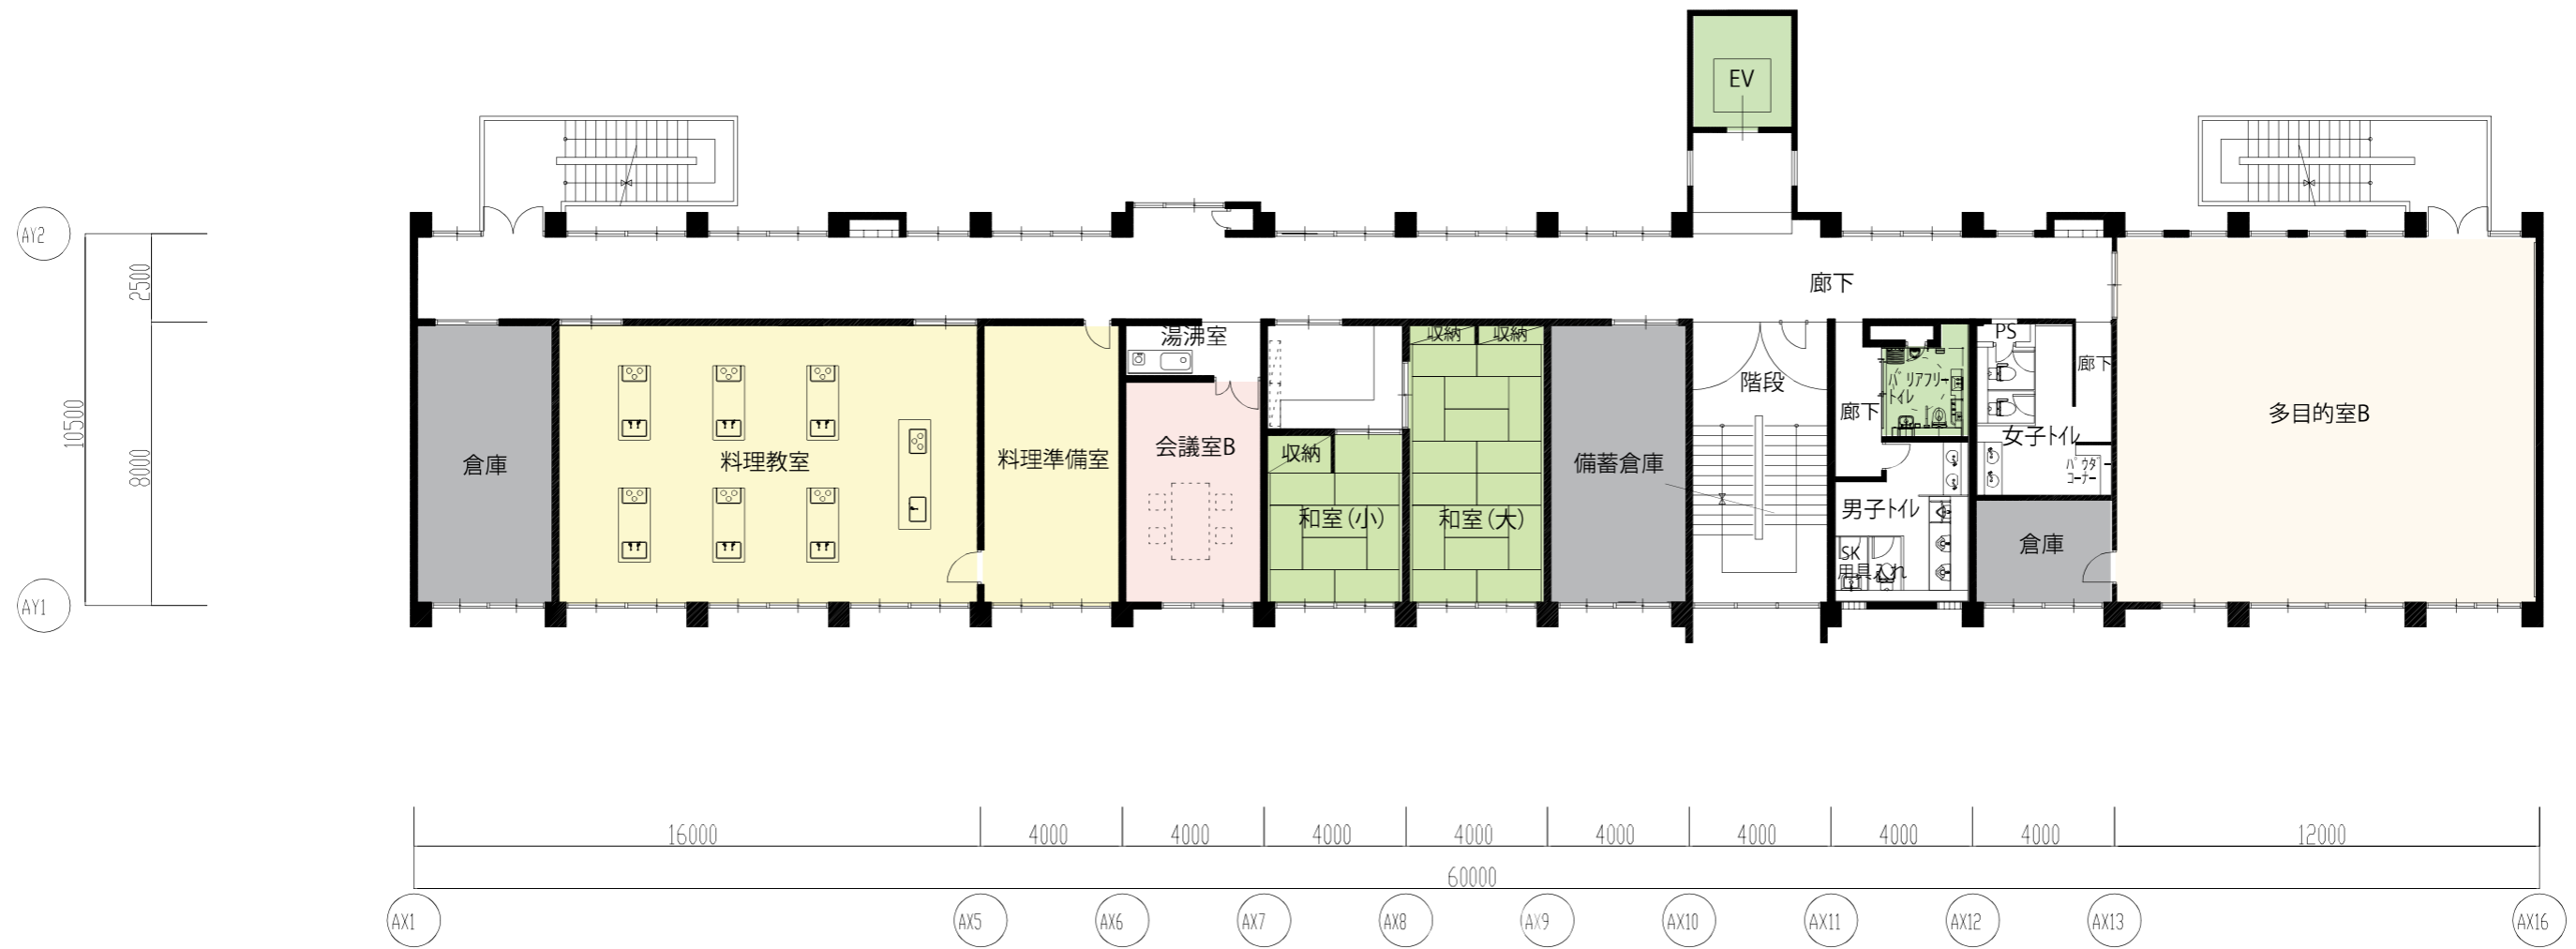 EV
AY2
2500
廊下
湯沸室
収納
収納
PS
バリアフリー
トイレ
廊下
階段
廊下
10500
8000
倉庫
料理教室
料理準備室
会議室B
収納
備蓄倉庫
女子トイレ
パウダー
コーナー
多目的室B
和室(小)
和室(大)
男子トイレ
SK
用具入れ
倉庫
AY1
16000
4000
4000
4000
4000
4000
4000
4000
4000
12000
60000
AX1
AX5
AX6
AX7
AX8
AX9
AX10
AX11
AX12
AX13
AX16